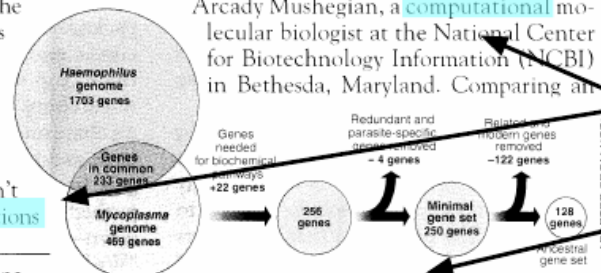 he
s
Arcady Mushegian, a computational mo-
lecular biologist at the National Center
for Biotechnology Information (NCBI)
in Bethesda, Maryland. Comparing an
Haemophilus
genome
1703 genes
Genes
in common
233 genes
Mycoplasma
genome
469 genes
n't
ions
Genes
needed
for biochemical
pathways
+22 genes
256
genes
Redundant and
parasite-specific
genes removed
– 4 genes
Minimal
gene set
250 genes
Related and
modern genes
removed
–122 genes
128
genes
Ancestral
gene set